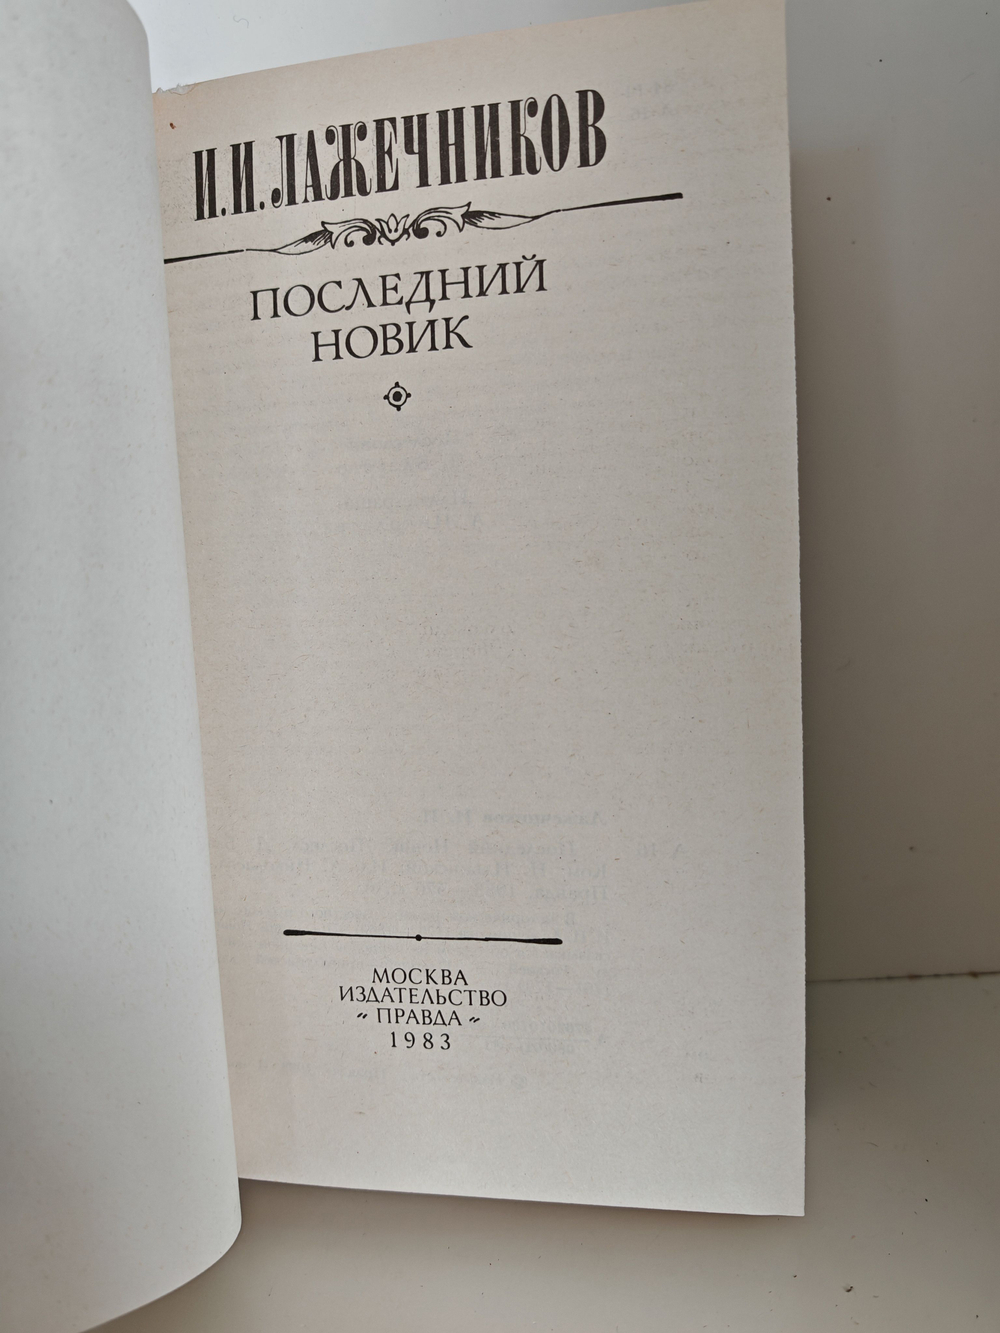 И.И.ЛАЖЕЧНИКОВ
ПОСЛЕДНИЙ
НОВИК
МОСКВА
ИЗДАТЕЛЬСТВО
„ ПРАВДА "
1983